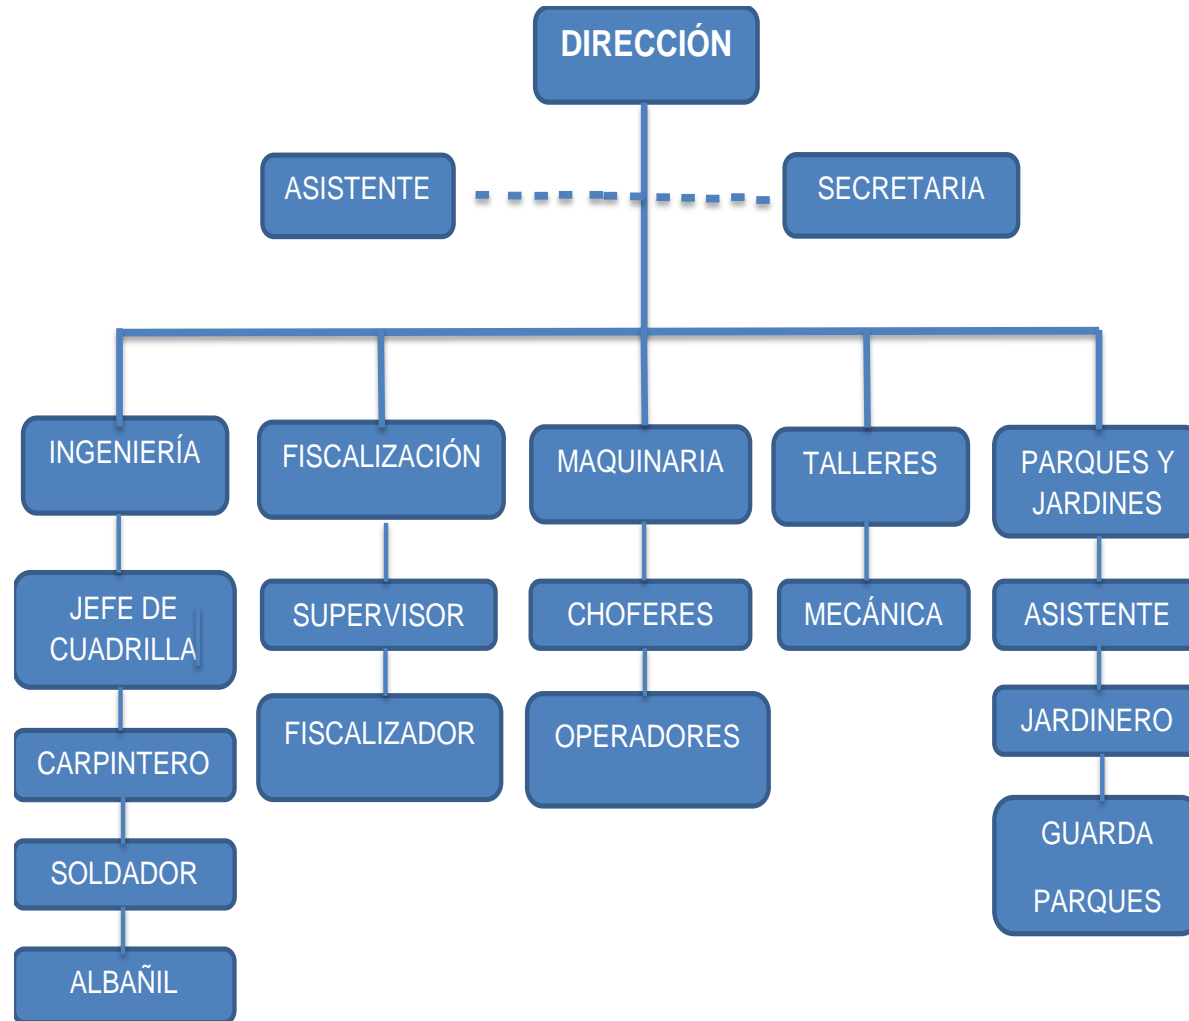 DIRECCIÓN
ASISTENTE
SECRETARIA
INGENIERÍA
FISCALIZACIÓN
MAQUINARIA
TALLERES
PARQUES Y
JARDINES
JEFE DE
CUADRILLA
SUPERVISOR
CHOFERES
MECÁNICA
ASISTENTE
CARPINTERO
FISCALIZADOR
OPERADORES
JARDINERO
SOLDADOR
GUARDA
PARQUES
ALBAÑIL